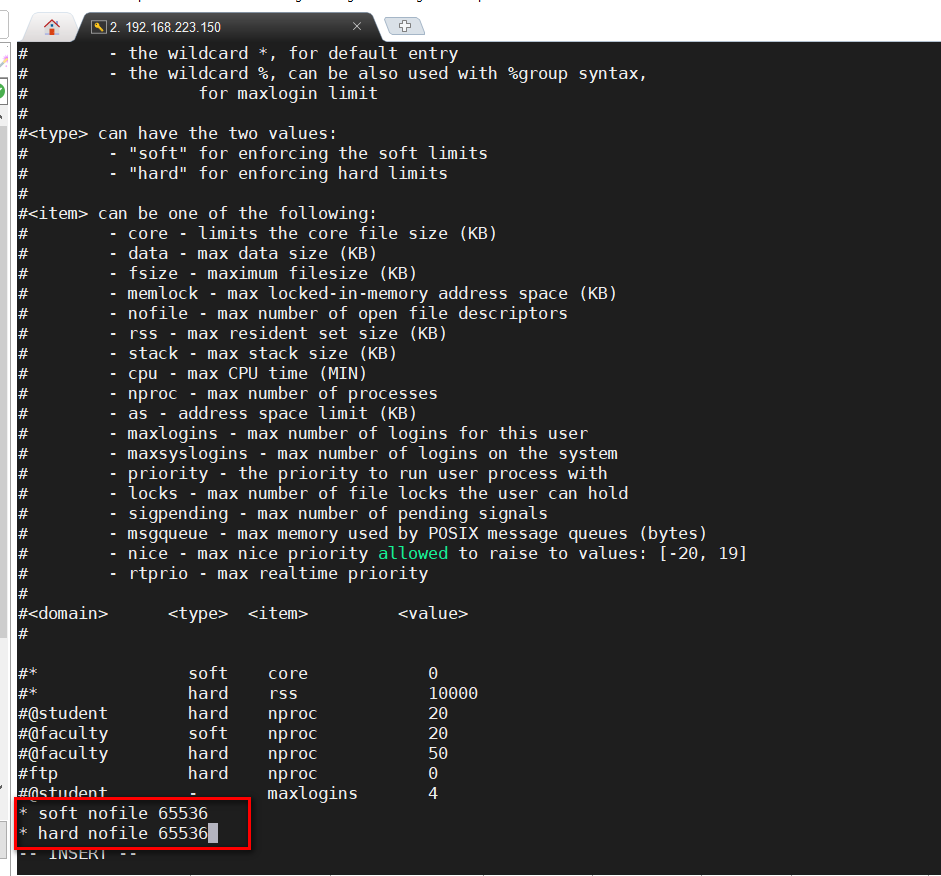 2. 192.168.223.150
#        - the wildcard *, for default entry
#        - the wildcard %, can be also used with %group syntax,
#                 for maxlogin limit
#
#<type> can have the two values:
#        - "soft" for enforcing the soft limits
#        - "hard" for enforcing hard limits
#
#<item> can be one of the following:
#        - core - limits the core file size (KB)
#        - data - max data size (KB)
#        - fsize - maximum filesize (KB)
#        - memlock - max locked-in-memory address space (KB)
#        - nofile - max number of open file descriptors
#        - rss - max resident set size (KB)
#        - stack - max stack size (KB)
#        - cpu - max CPU time (MIN)
#        - nproc - max number of processes
#        - as - address space limit (KB)
#        - maxlogins - max number of logins for this user
#        - maxsyslogins - max number of logins on the system
#        - priority - the priority to run user process with
#        - locks - max number of file locks the user can hold
#        - sigpending - max number of pending signals
#        - msgqueue - max memory used by POSIX message queues (bytes)
#        - nice - max nice priority allowed to raise to values: [-20, 19]
#        - rtprio - max realtime priority
#
#<domain>      <type>  <item>         <value>
#
#*               soft    core            0
#*               hard    rss             10000
#@student        hard    nproc           20
#@faculty        soft    nproc           20
#@faculty        hard    nproc           50
#ftp             hard    nproc           0
#@student        -       maxlogins       4
* soft nofile 65536
* hard nofile 65536
-- INSERT --